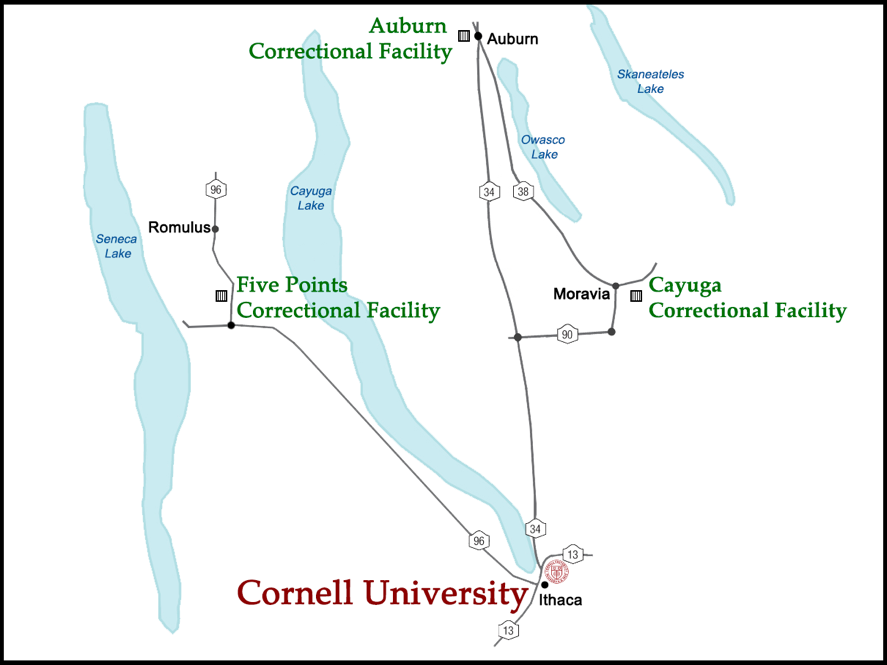 Auburn
Correctional Facility
Auburn
Skaneateles
Lake
Owasco
Lake
96
Cayuga
Lake
34
38
Romulus
Seneca
Lake
Five Points
Correctional Facility
Moravia
Cayuga
Correctional Facility
90
34
96
13
Cornell University
Ithaca
13